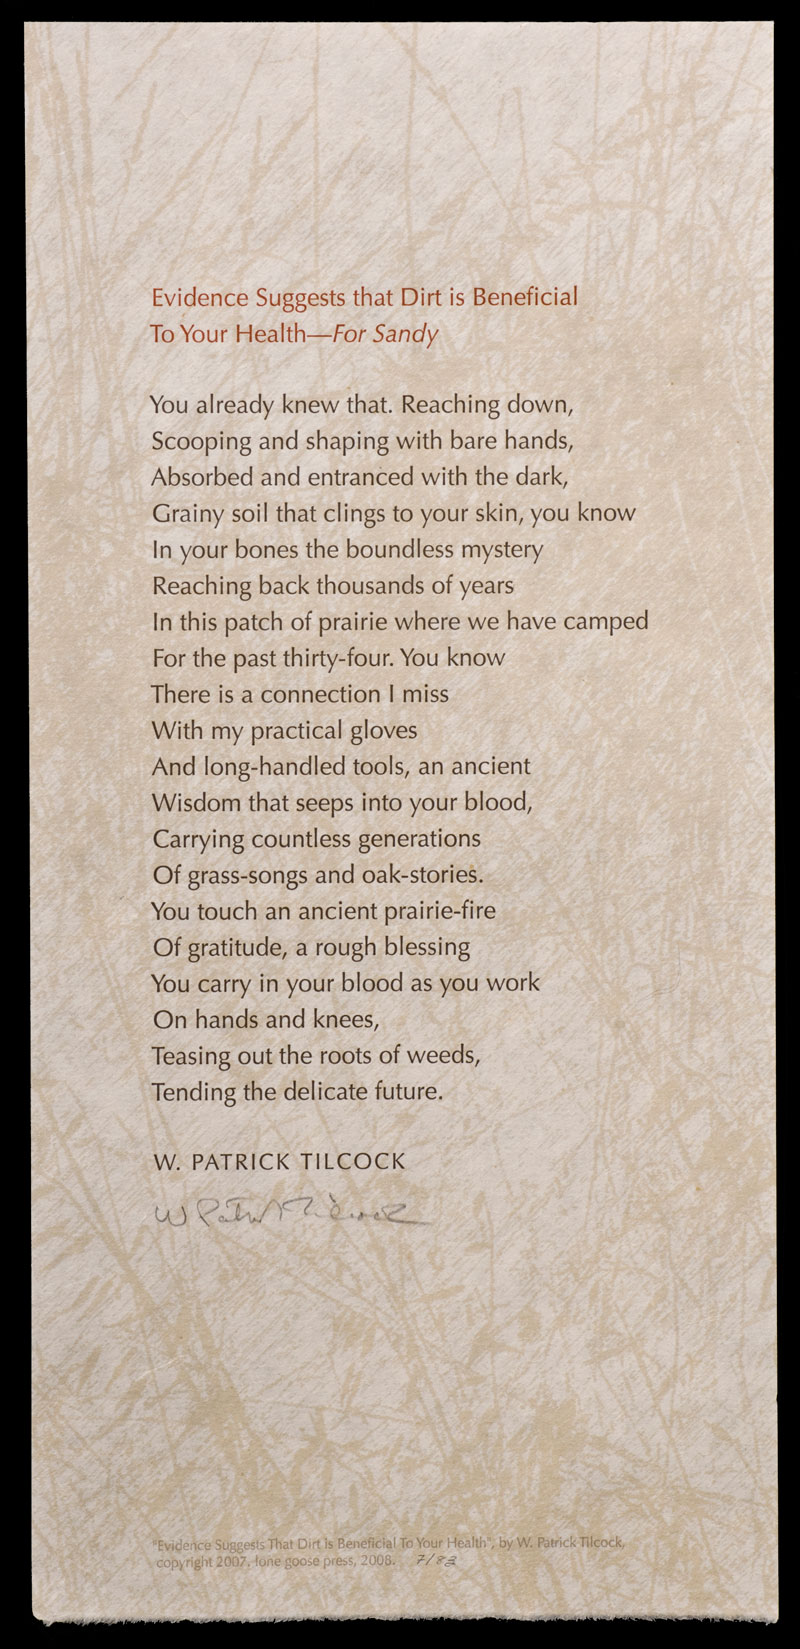 Evidence Suggests that Dirt is Beneficial
To Your Health—For Sandy
You already knew that. Reaching down,
Scooping and shaping with bare hands,
Absorbed and entranced with the dark,
Grainy soil that clings to your skin, you know
In your bones the boundless mystery
Reaching back thousands of years
In this patch of prairie where we have camped
For the past thirty-four. You know
There is a connection I miss
With my practical gloves
And long-handled tools, an ancient
Wisdom that seeps into your blood,
Carrying countless generations
Of grass-songs and oak-stories.
You touch an ancient prairie-fire
Of gratitude, a rough blessing
You carry in your blood as you work
On hands and knees,
Teasing out the roots of weeds,
Tending the delicate future.
W. PATRICK TILCOCK
W Patrick Tilcock
"Evidence Suggests That Dirt Is Beneficial To Your Health", by W. Patrick Tilcock,
copyright 2007. lone goose press, 2008. 7/83